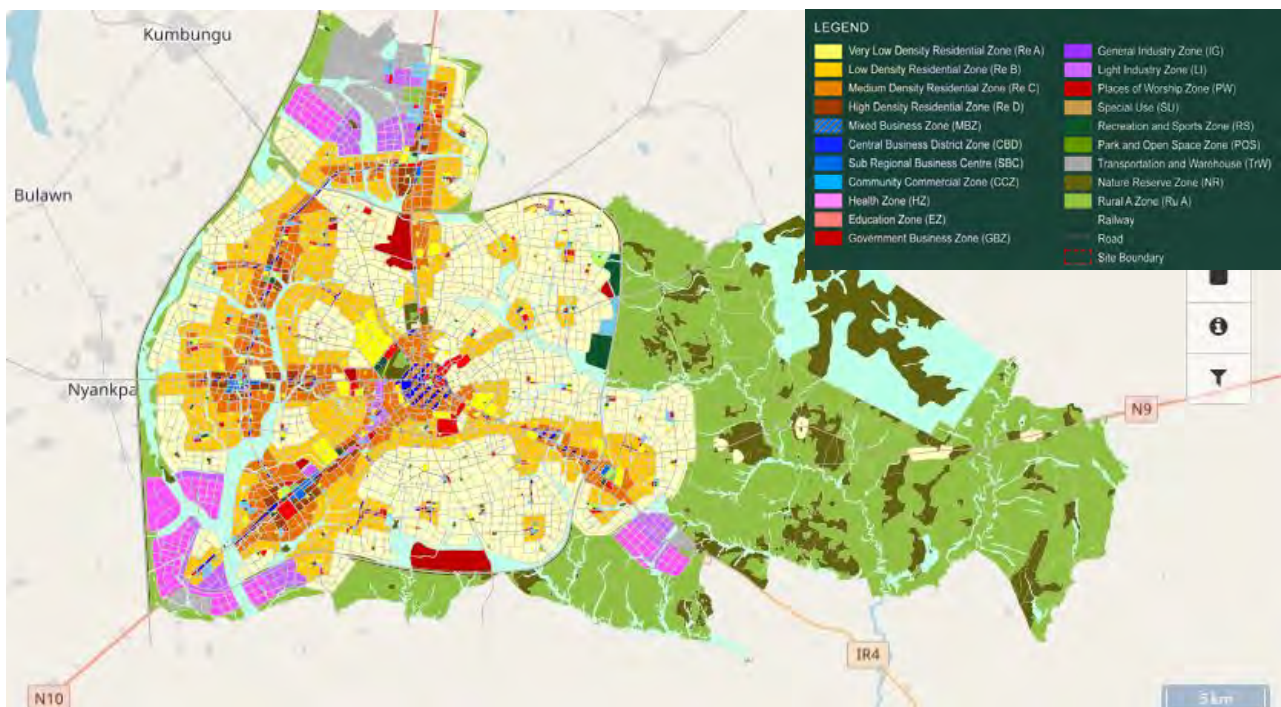 Kumbungu
Bulawn
Nyankpa
N10
N9
IR4
5 km
LEGEND
Very Low Density Residential Zone (Re A)
Low Density Residential Zone (Re B)
Medium Density Residential Zone (Re C)
High Density Residential Zone (Re D)
Mixed Business Zone (MBZ)
Central Business District Zone (CBD)
Sub Regional Business Centre (SBC)
Community Commercial Zone (CCZ)
Health Zone (HZ)
Education Zone (EZ)
Government Business Zone (GBZ)
General Industry Zone (IG)
Light Industry Zone (LI)
Places of Worship Zone (PW)
Special Use (SU)
Recreation and Sports Zone (RS)
Park and Open Space Zone (POS)
Transportation and Warehouse (TrW)
Nature Reserve Zone (NR)
Rural A Zone (Ru A)
Railway
Road
Site Boundary